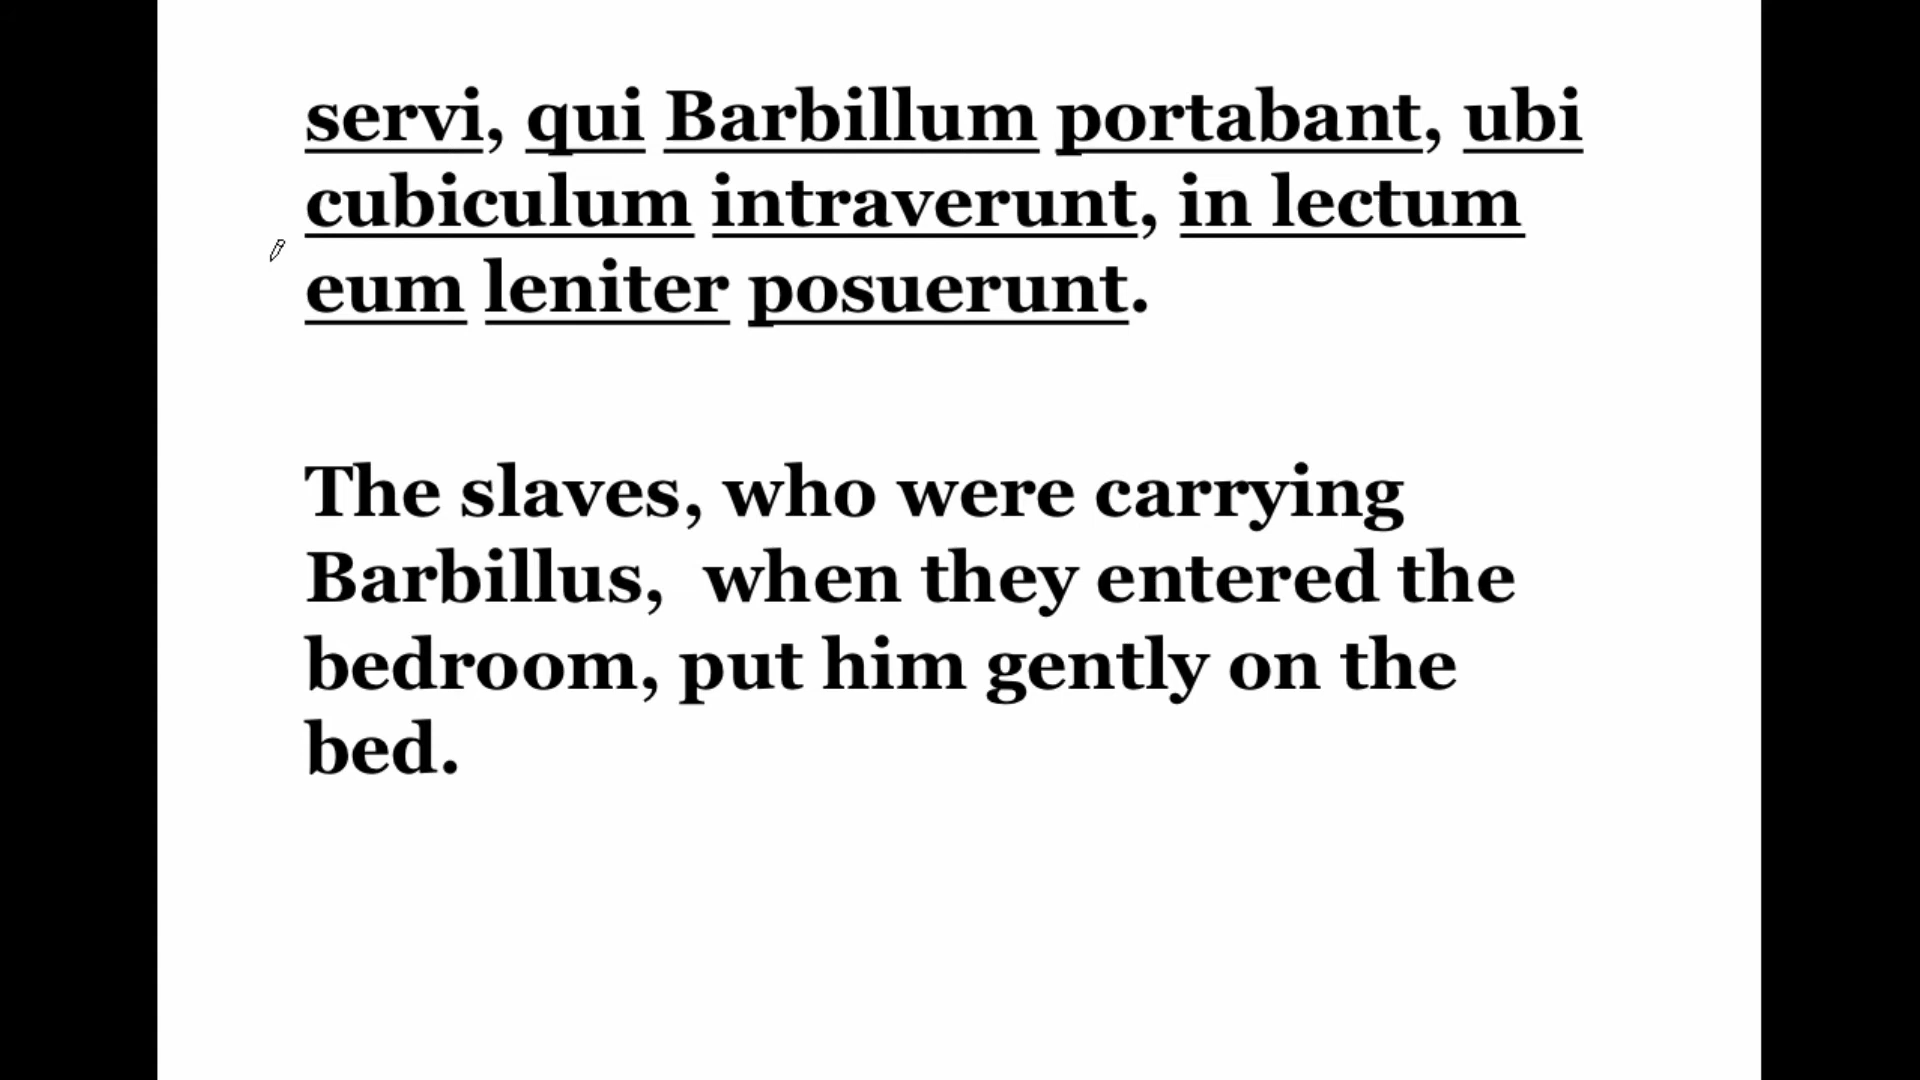 servi, qui Barbillum portabant, ubi
cubiculum intraverunt, in lectum
eum leniter posuerunt.
The slaves, who were carrying
Barbillus,  when they entered the
bedroom, put him gently on the
bed.